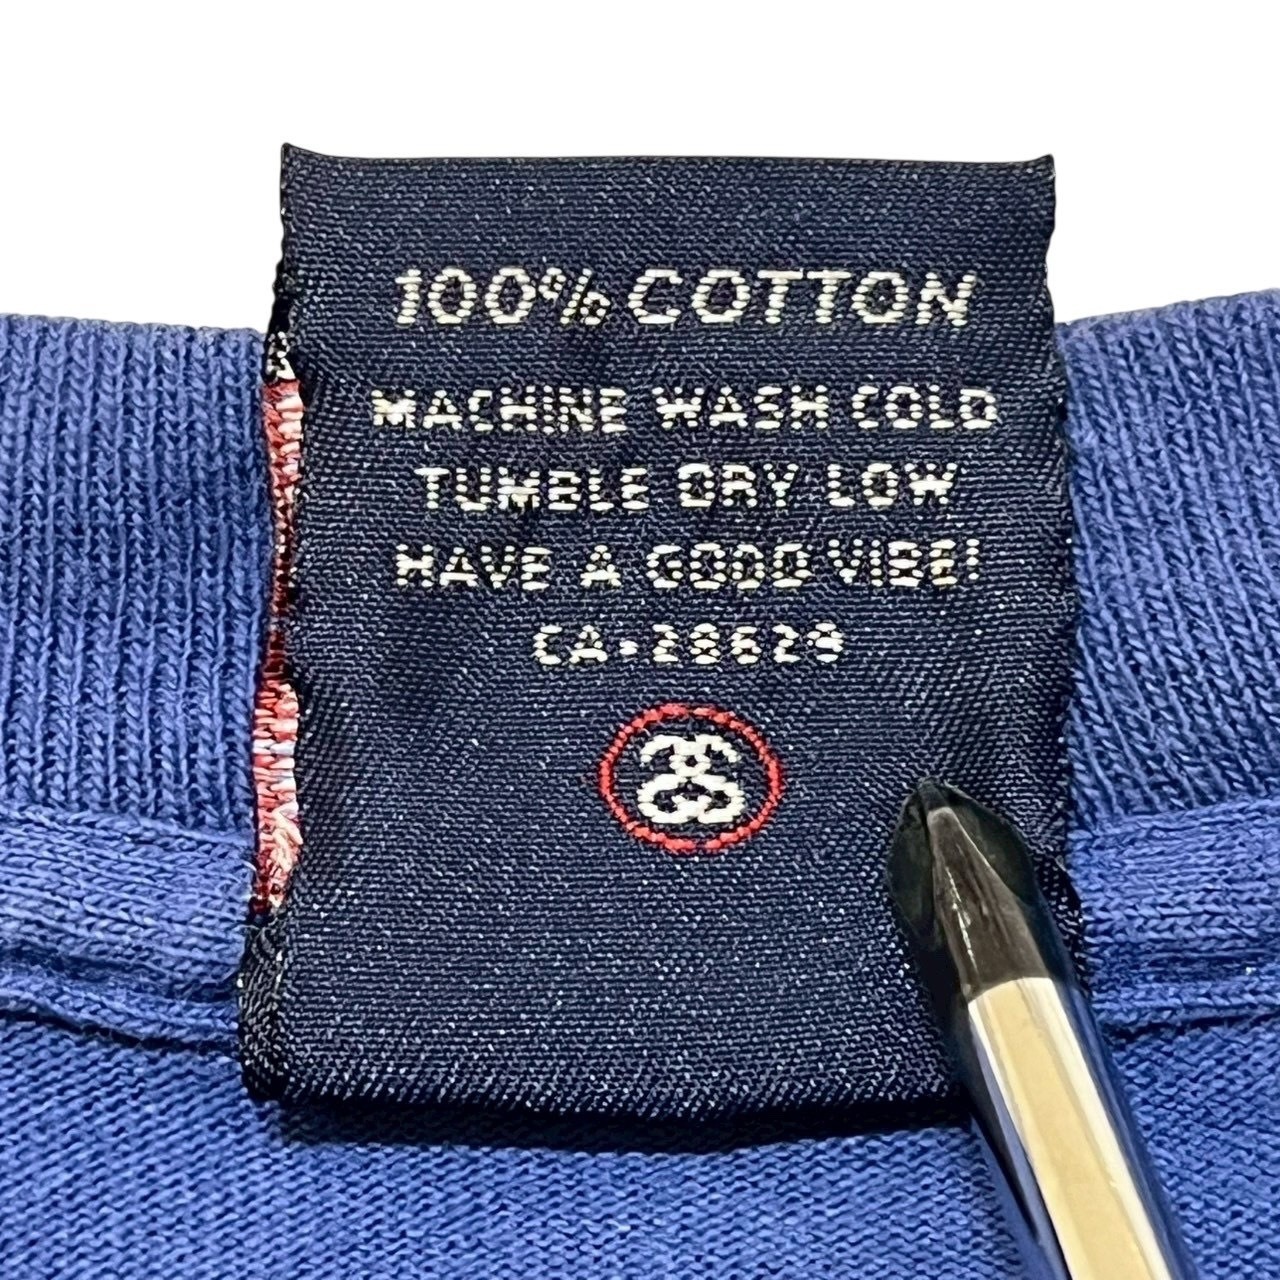 100% COTTON
MACHINE WASH COLD
TUMBLE DRY LOW
HAVE A GOOD VIBE!
CA•28629